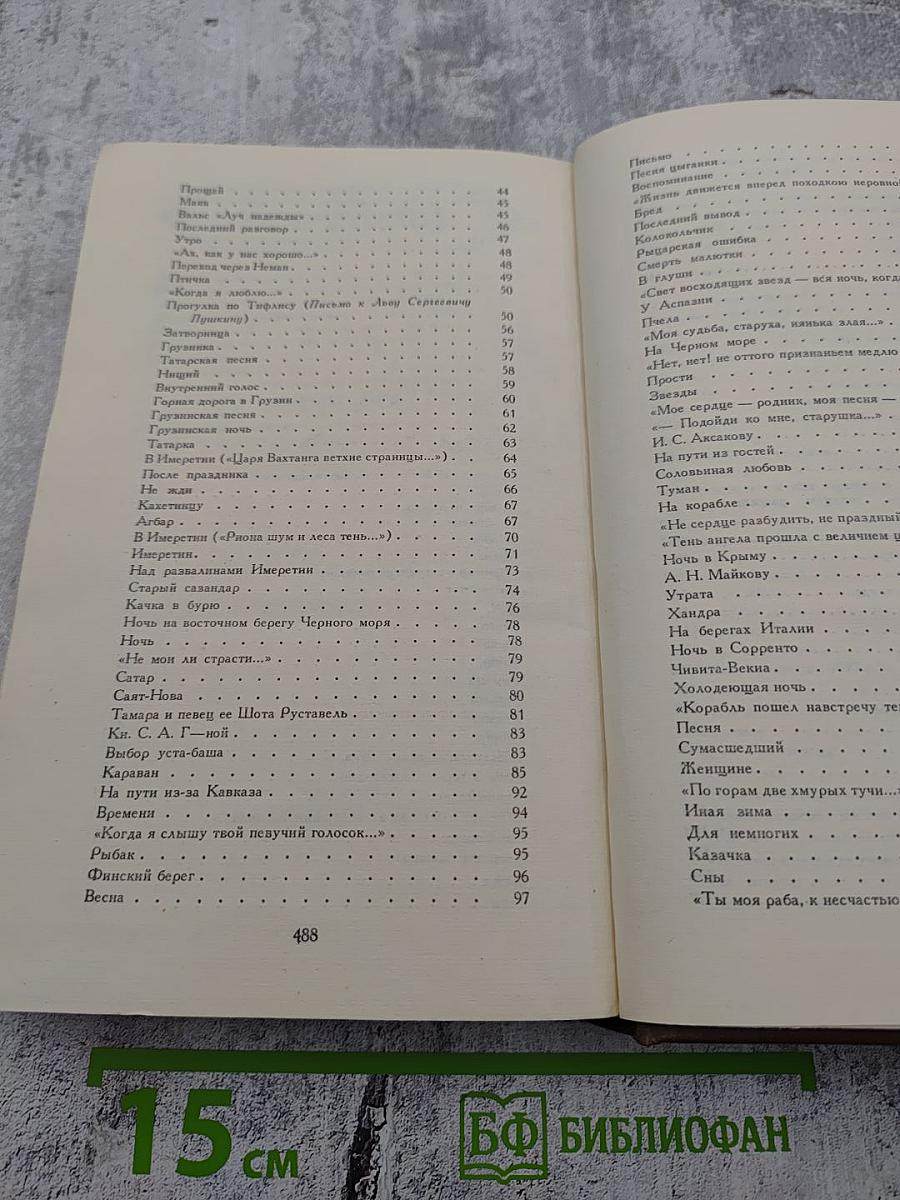 Прощай . . . . . . . . . . . . 44
Маяк . . . . . . . . . . . . 45
Вальс «Луч надежды» . . . . . . . . . . 45
Последний разговор . . . . . . . . . . 46
Утро . . . . . . . . . . . . 47
«Ах, как у нас хорошо...» . . . . . . . . . . 48
Переход через Неман . . . . . . . . . . 48
Птичка . . . . . . . . . . . . 49
«Когда я люблю...» . . . . . . . . . . 50
Прогулка по Тифлису (Письмо к Льву Сергеевичу
Пушкину) . . . . . . . . . . . . 50
Затворница . . . . . . . . . . . . 56
Грузинка . . . . . . . . . . . . 57
Татарская песня . . . . . . . . . . . . 57
Нищий . . . . . . . . . . . . 58
Внутренний голос . . . . . . . . . . . . 59
Горная дорога в Грузии . . . . . . . . . . 60
Грузинская песня . . . . . . . . . . . . 61
Грузинская ночь . . . . . . . . . . . . 62
Татарка . . . . . . . . . . . . 63
В Имеретии («Царя Вахтанга ветхие страницы...») . . 64
После праздника . . . . . . . . . . . . 65
Не жди . . . . . . . . . . . . 66
Кахетинцу . . . . . . . . . . . . 67
Агбар . . . . . . . . . . . . 67
В Имеретии («Риона шум и леса тень...») . . . . . 70
Имеретин . . . . . . . . . . . . 71
Над развалинами Имеретии . . . . . . . . . . 73
Старый сазандар . . . . . . . . . . . . 74
Качка в бурю . . . . . . . . . . . . 76
Ночь на восточном берегу Черного моря . . . . . 78
Ночь . . . . . . . . . . . . 78
«Не мои ли страсти...» . . . . . . . . . . 79
Сатар . . . . . . . . . . . . 79
Саят-Нова . . . . . . . . . . . . 80
Тамара и певец ее Шота Руставель . . . . . . . 81
Кн. С. А. Г—ной . . . . . . . . . . . . 83
Выбор уста-баша . . . . . . . . . . . . 83
Караван . . . . . . . . . . . . 85
На пути из-за Кавказа . . . . . . . . . . 92
Времени . . . . . . . . . . . . 94
«Когда я слышу твой певучий голосок...» . . . . . 95
Рыбак . . . . . . . . . . . . 95
Финский берег . . . . . . . . . . . . 96
Весна . . . . . . . . . . . . 97
488
Письмо . . . . . . . .
Песня цыганки . . . . . . . .
Воспоминание . . . . . . . .
«Жизнь движется вперед походкою неровно
Бред . . . . . . . .
Последний вывод . . . . . . . .
Колокольчик . . . . . . . .
Рыцарская ошибка . . . . . . . .
Смерть малютки . . . . . . . .
В глуши . . . . . . . .
«Свет восходящих звезд — вся ночь, когда
У Аспазии . . . . . . . .
Пчела . . . . . . . .
«Моя судьба, старуха, нянька злая...» .
На Черном море . . . . . . . .
«Нет, нет! не оттого признаньем медлю
Прости . . . . . . . .
Звезды . . . . . . . .
«Мое сердце — родник, моя песня —
«— Подойди ко мне, старушка...» .
И. С. Аксакову . . . . . . . .
На пути из гостей . . . . . . . .
Соловьиная любовь . . . . . . .
Туман . . . . . . . .
На корабле . . . . . . . .
«Не сердце разбудить, не праздный
«Тень ангела прошла с величием ц
Ночь в Крыму . . . . . . .
А. Н. Майкову . . . . . . .
Утрата . . . . . . . .
Хандра . . . . . . . .
На берегах Италии . . . . .
Ночь в Сорренто . . . . .
Чивита-Векиа . . . . . . .
Холодеющая ночь . . . . .
«Корабль пошел навстречу те
Песня . . . . . . . .
Сумасшедший . . . . . . .
Женщине . . . . . . . .
«По горам две хмурых тучи...»
Иная зима . . . . . . .
Для немногих . . . . . .
Казачка . . . . . . .
Сны . . . . . . . .
«Ты моя раба, к несчастью
15 см
БФ БИБЛИОФАН